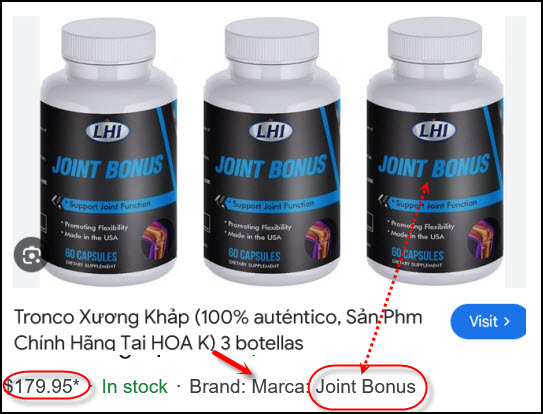 LHI
JOINT BONUS
* Support Joint Function
* Promoting Flexibility
* Made in the USA
60 CAPSULES
DIETARY SUPPLEMENT
LHI
JOINT BONUS
* Support Joint Function
* Promoting Flexibility
* Made in the USA
60 CAPSULES
DIETARY SUPPLEMENT
LHI
JOINT BONUS
* Support Joint Function
* Promoting Flexibility
* Made in the USA
60 CAPSULES
DIETARY SUPPLEMENT
Tronco Xương Khảp (100% auténtico, Sản Phm
Chính Hãng Tai HOA K) 3 botellas
Visit >
$179.95* · In stock · Brand: Marca: Joint Bonus